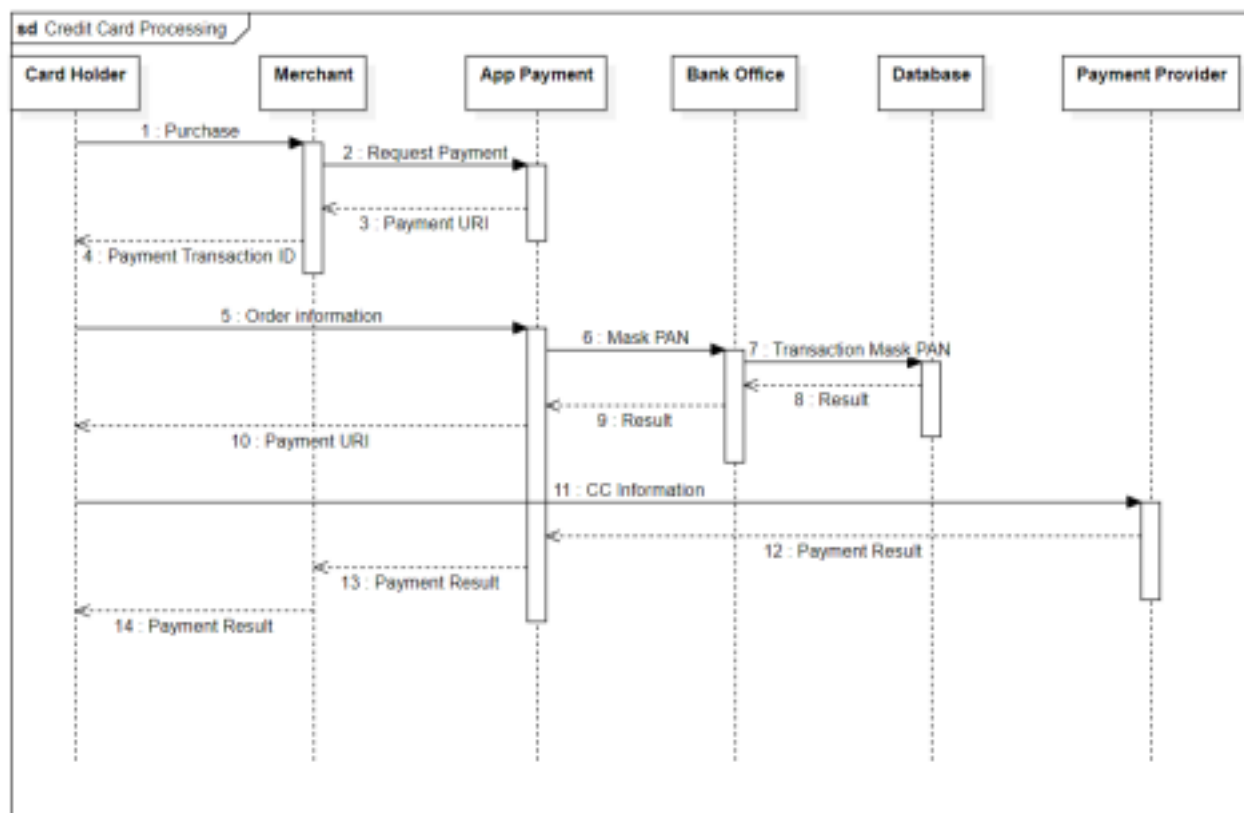 sd Credit Card Processing
Card Holder
Merchant
App Payment
Bank Office
Database
Payment Provider
1 : Purchase
2 : Request Payment
3 : Payment URI
4 : Payment Transaction ID
5 : Order information
6 : Mask PAN
7 : Transaction Mask PAN
8 : Result
9 : Result
10 : Payment URI
11 : CC Information
12 : Payment Result
13 : Payment Result
14 : Payment Result